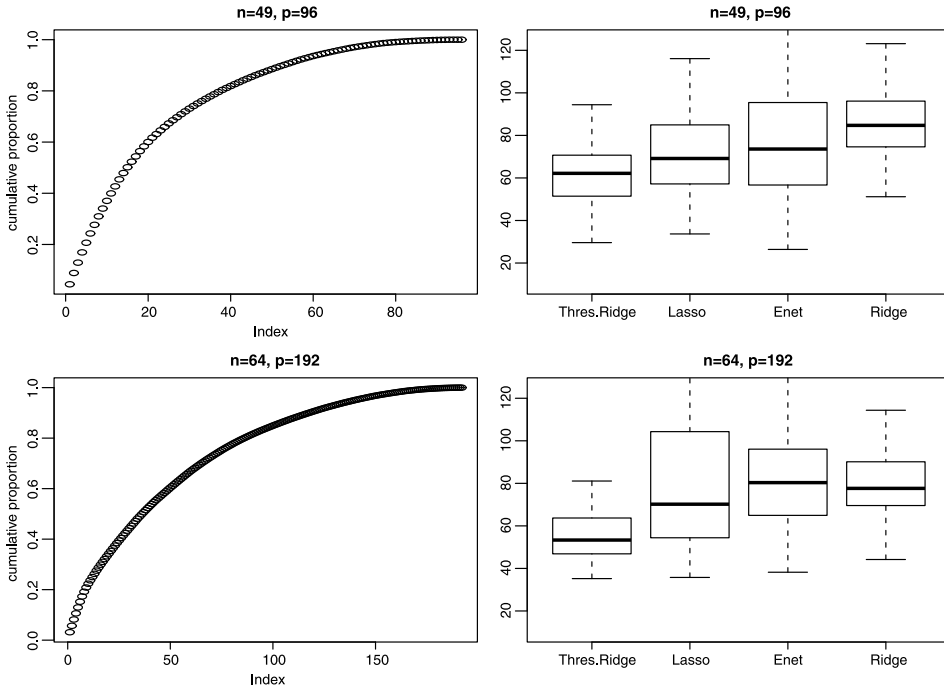 n=49, p=96
cumulative proportion
1.0
0.8
0.6
0.4
0.2
0 20 40 60 80
Index
n=49, p=96
120
100
80
60
40
20
Thres.Ridge Lasso Enet Ridge
n=64, p=192
cumulative proportion
1.0
0.8
0.6
0.4
0.2
0.0
0 50 100 150
Index
n=64, p=192
120
100
80
60
40
20
Thres.Ridge Lasso Enet Ridge